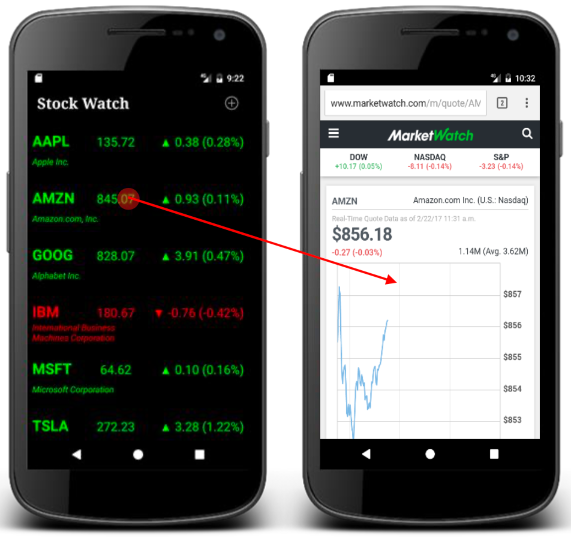 9:22
Stock Watch
AAPL 135.72 ▲ 0.38 (0.28%)
Apple Inc.
AMZN 845.07 ▲ 0.93 (0.11%)
Amazon.com, Inc.
GOOG 828.07 ▲ 3.91 (0.47%)
Alphabet Inc.
IBM 180.67 ▼ -0.76 (-0.42%)
International Business
Machines Corporation
MSFT 64.62 ▲ 0.10 (0.16%)
Microsoft Corporation
TSLA 272.23 ▲ 3.28 (1.22%)
10:32
www.marketwatch.com/m/quote/AM 2
MarketWatch
DOW NASDAQ S&P
+10.17 (0.05%) -8.11 (-0.14%) -3.23 (-0.14%)
AMZN Amazon.com Inc. (U.S.: Nasdaq)
Real-Time Quote Data as of 2/22/17 11:31 a.m.
$856.18
-0.27 (-0.03%) 1.14M (Avg. 3.62M)
$857
$856
$855
$854
$853